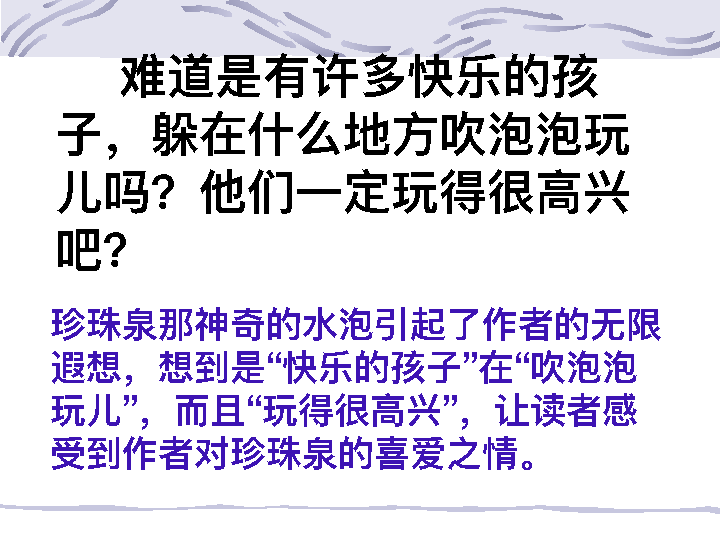 难道是有许多快乐的孩
子，躲在什么地方吹泡泡玩
儿吗？他们一定玩得很高兴
吧？
珍珠泉那神奇的水泡引起了作者的无限
遐想，想到是“快乐的孩子”在“吹泡泡
玩儿”，而且“玩得很高兴”，让读者感
受到作者对珍珠泉的喜爱之情。